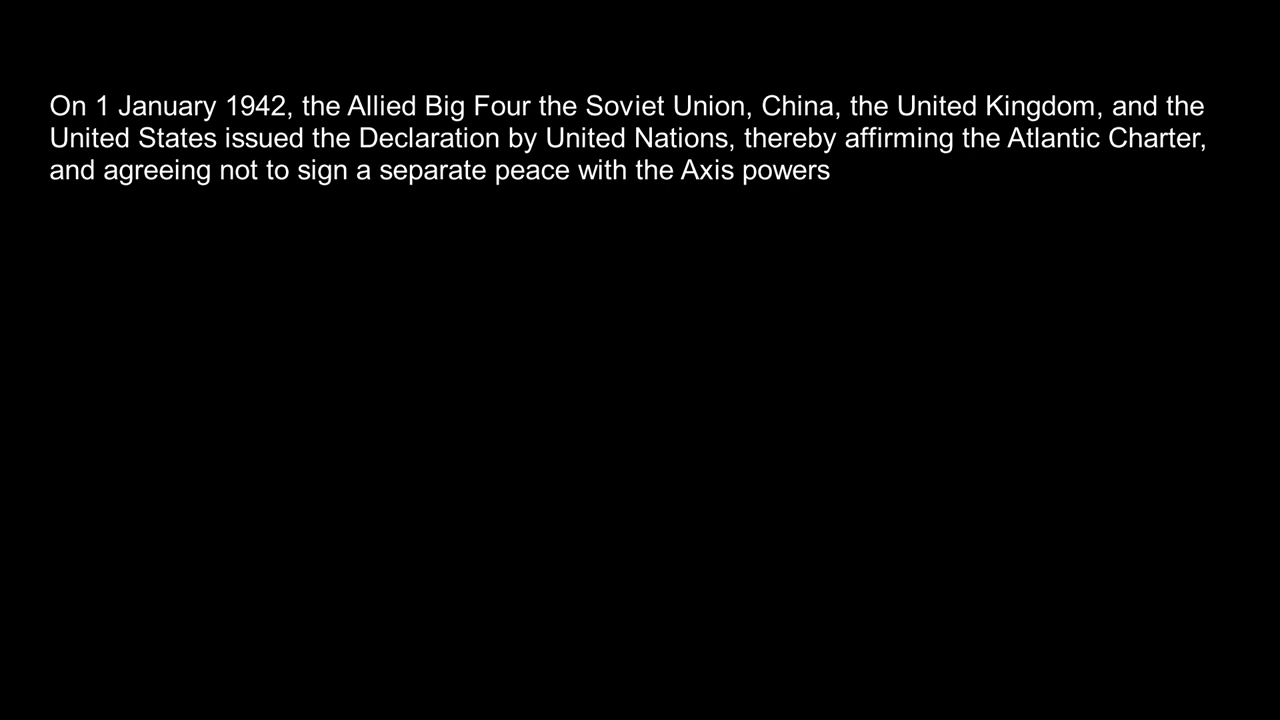 On 1 January 1942, the Allied Big Four the Soviet Union, China, the United Kingdom, and the
United States issued the Declaration by United Nations, thereby affirming the Atlantic Charter,
and agreeing not to sign a separate peace with the Axis powers